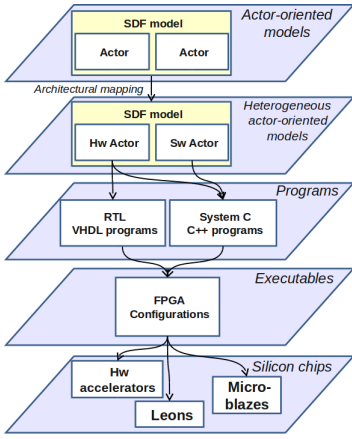 Actor-oriented
models
SDF model
Actor
Actor
Architectural mapping
Heterogeneous
actor-oriented
models
SDF model
Hw Actor
Sw Actor
Programs
RTL
VHDL programs
System C
C++ programs
Executables
FPGA
Configurations
Silicon chips
Hw
accelerators
Leons
Micro-
blazes